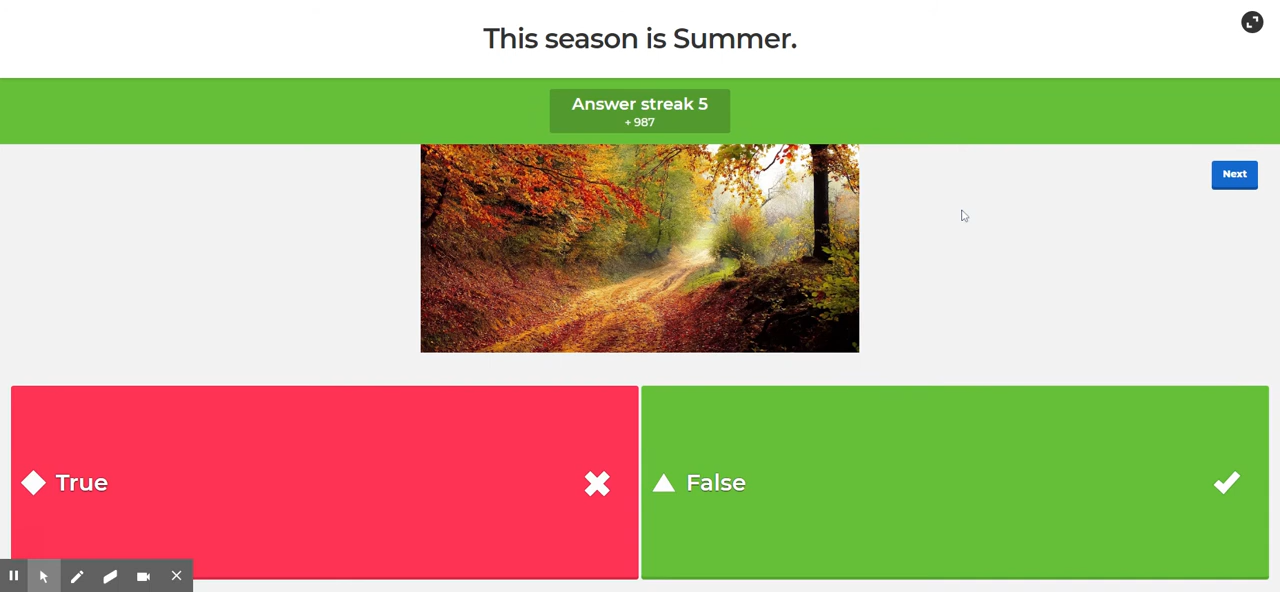 This season is Summer.
Answer streak 5
+ 987
Next
True
False